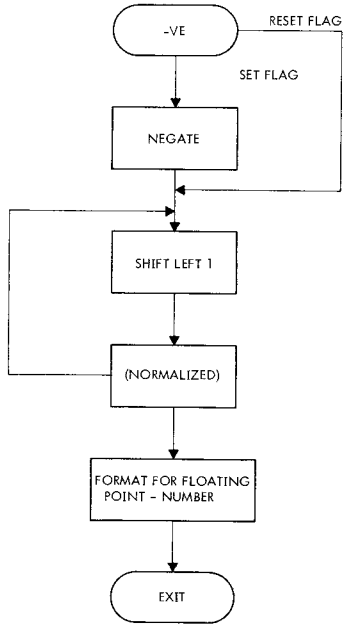 -VE
RESET FLAG
SET FLAG
NEGATE
SHIFT LEFT 1
(NORMALIZED)
FORMAT FOR FLOATING
POINT - NUMBER
EXIT